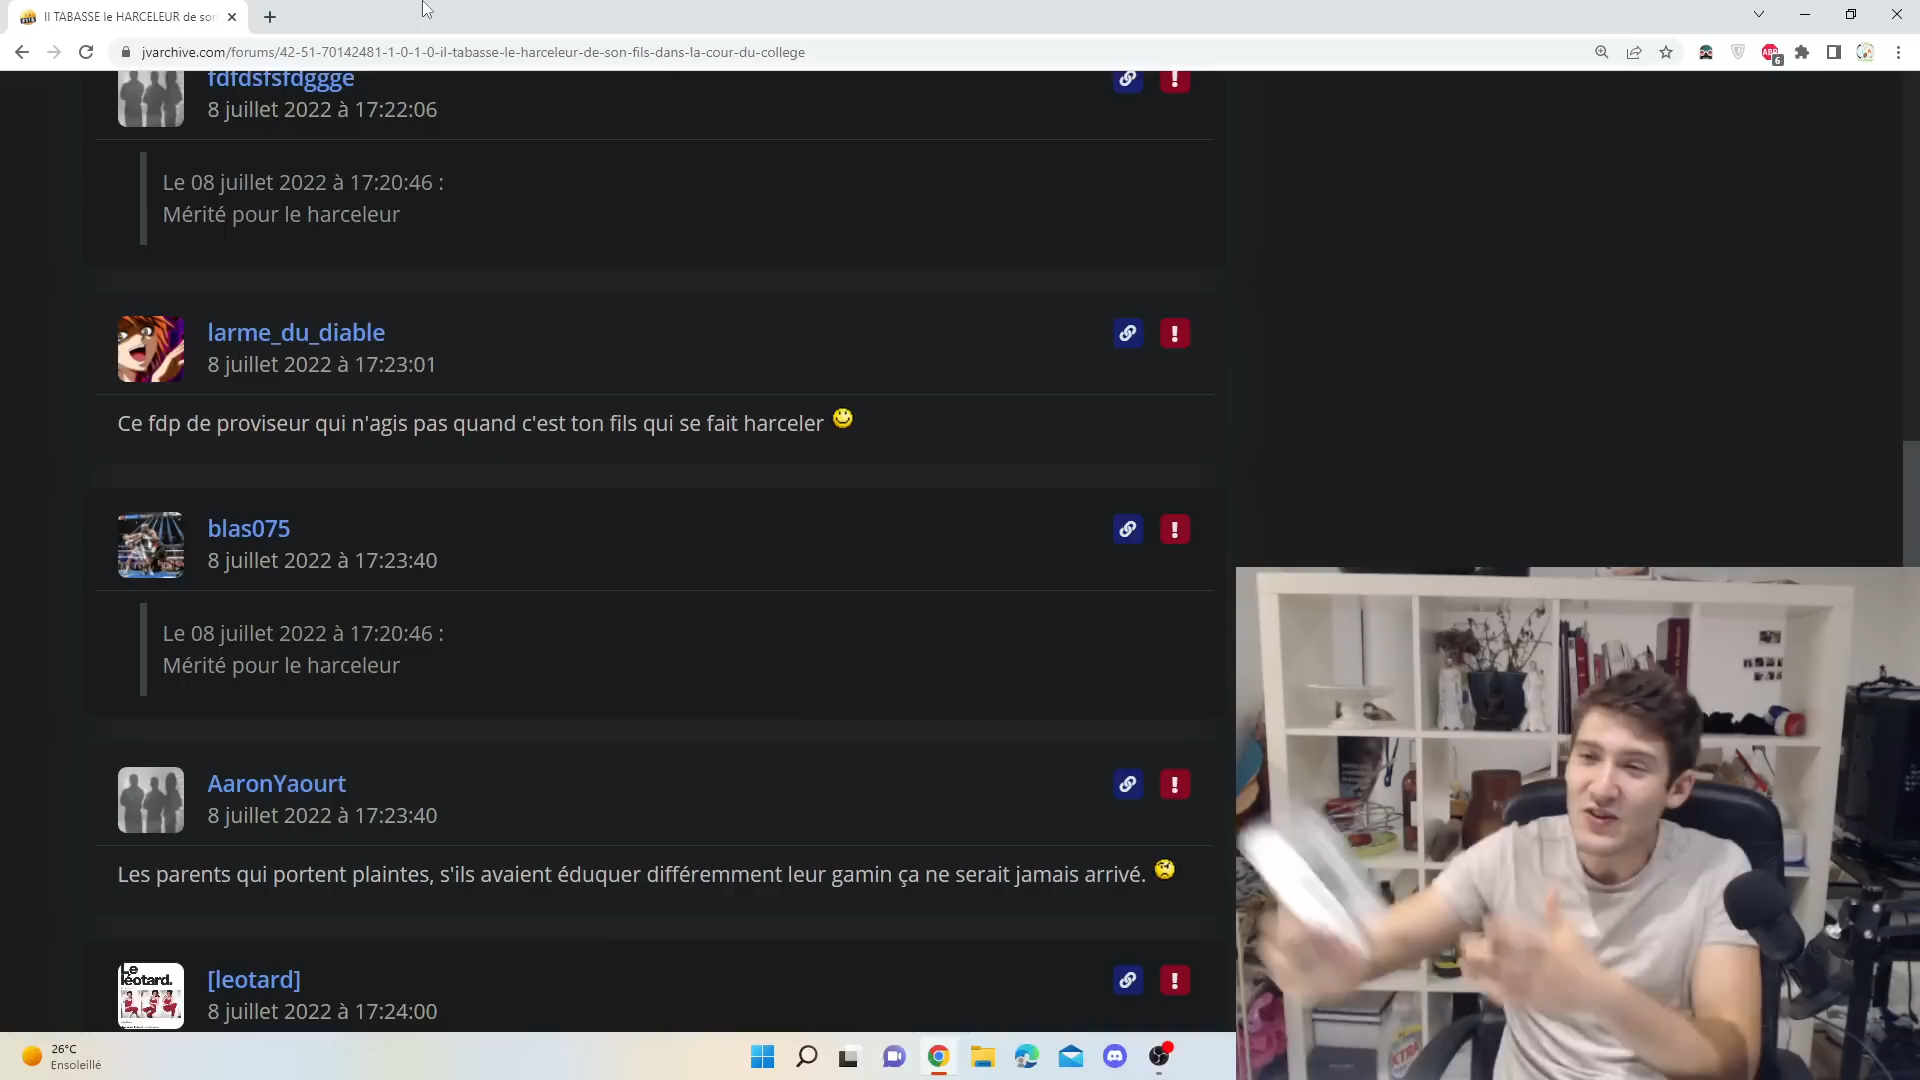 Il TABASSE le HARCELEUR de son
jvarchive.com/forums/42-51-70142481-1-0-1-0-il-tabasse-le-harceleur-de-son-fils-dans-la-cour-du-college
ABP
6
fdfdsfsfdggge
8 juillet 2022 à 17:22:06
Le 08 juillet 2022 à 17:20:46 :
Mérité pour le harceleur
larme_du_diable
8 juillet 2022 à 17:23:01
Ce fdp de proviseur qui n'agis pas quand c'est ton fils qui se fait harceler
blas075
8 juillet 2022 à 17:23:40
Le 08 juillet 2022 à 17:20:46 :
Mérité pour le harceleur
AaronYaourt
8 juillet 2022 à 17:23:40
Les parents qui portent plaintes, s'ils avaient éduquer différemment leur gamin ça ne serait jamais arrivé.
léotard.
[leotard]
8 juillet 2022 à 17:24:00
XTRA
26°C
Ensoleillé